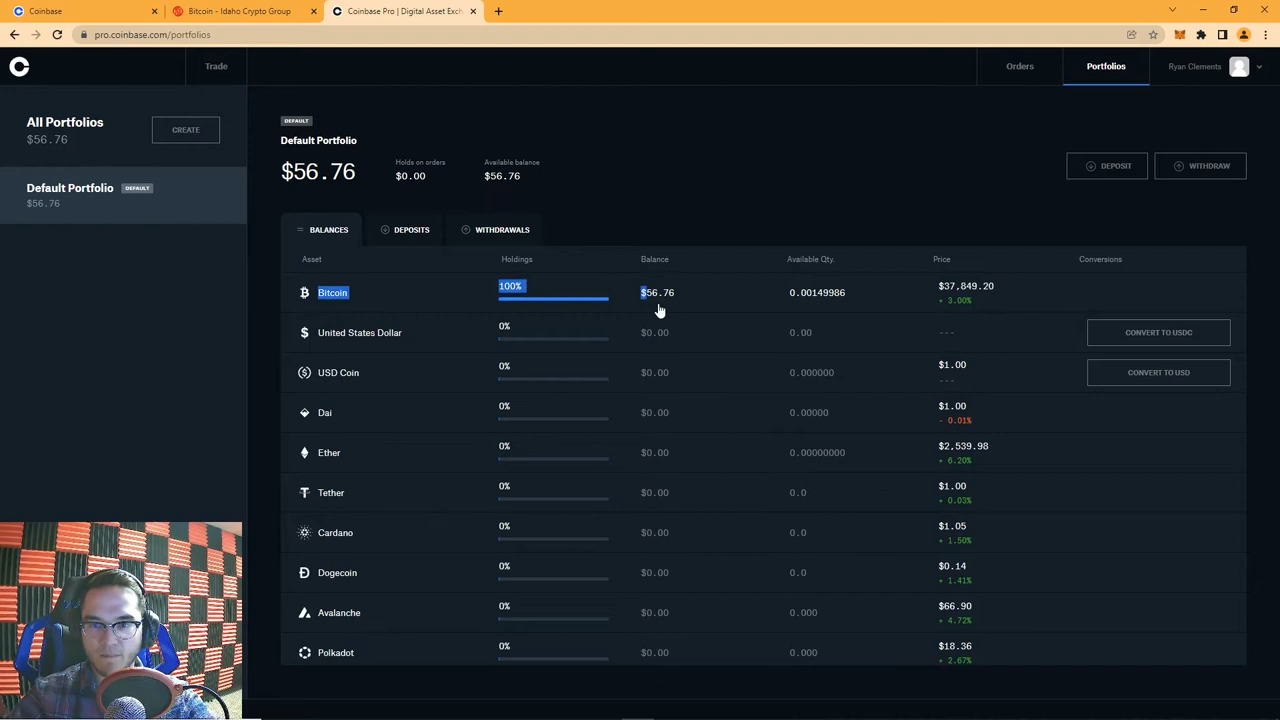 Coinbase
Bitcoin - Idaho Crypto Group
Coinbase Pro | Digital Asset Exch
pro.coinbase.com/portfolios
Trade
Orders
Portfolios
Ryan Clements
All Portfolios
$56.76
CREATE
Default Portfolio DEFAULT
$56.76
DEFAULT
Default Portfolio
$56.76
Holds on orders
$0.00
Available balance
$56.76
DEPOSIT
WITHDRAW
BALANCES DEPOSITS WITHDRAWALS
Asset Holdings Balance Available Qty. Price Conversions
Bitcoin 100% $56.76 0.00149986 $37,849.20
+ 3.00%
United States Dollar 0% $0.00 0.00 --- CONVERT TO USDC
USD Coin 0% $0.00 0.000000 $1.00 CONVERT TO USD
---
Dai 0% $0.00 0.00000 $1.00
- 0.01%
Ether 0% $0.00 0.00000000 $2,539.98
+ 6.20%
Tether 0% $0.00 0.0 $1.00
+ 0.03%
Cardano 0% $0.00 0.0 $1.05
+ 1.50%
Dogecoin 0% $0.00 0.0 $0.14
+ 1.41%
Avalanche 0% $0.00 0.000 $66.90
+ 4.72%
Polkadot 0% $0.00 0.000 $18.36
+ 2.67%